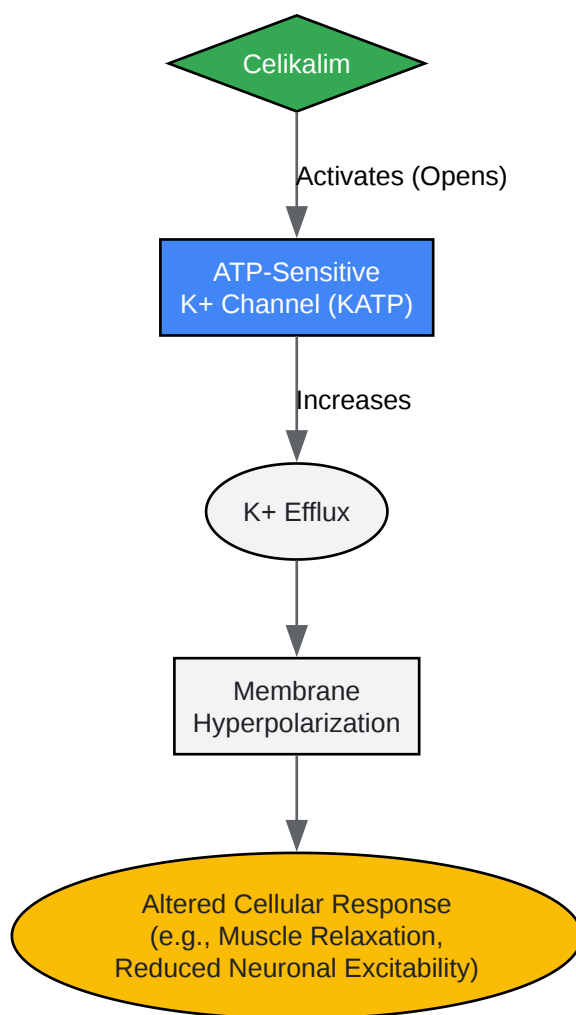 Celikalim
Activates (Opens)
ATP-Sensitive
K+ Channel (KATP)
Increases
K+ Efflux
Membrane
Hyperpolarization
Altered Cellular Response
(e.g., Muscle Relaxation,
Reduced Neuronal Excitability)